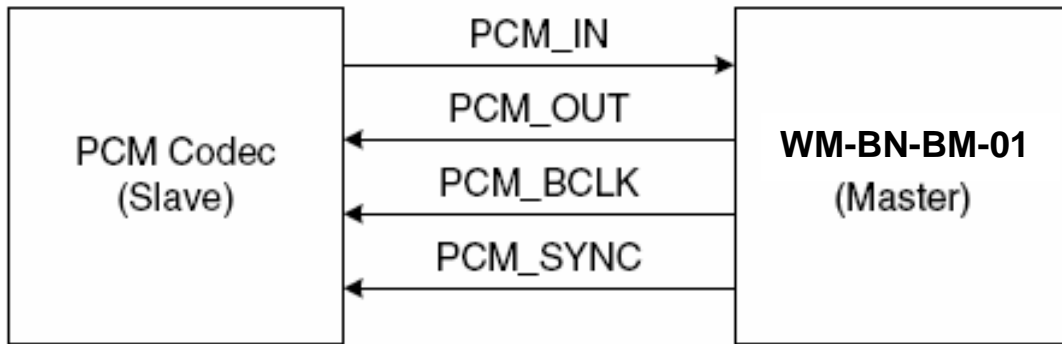 PCM_IN
PCM_OUT
PCM Codec
(Slave)
WM-BN-BM-01
(Master)
PCM_BCLK
PCM_SYNC